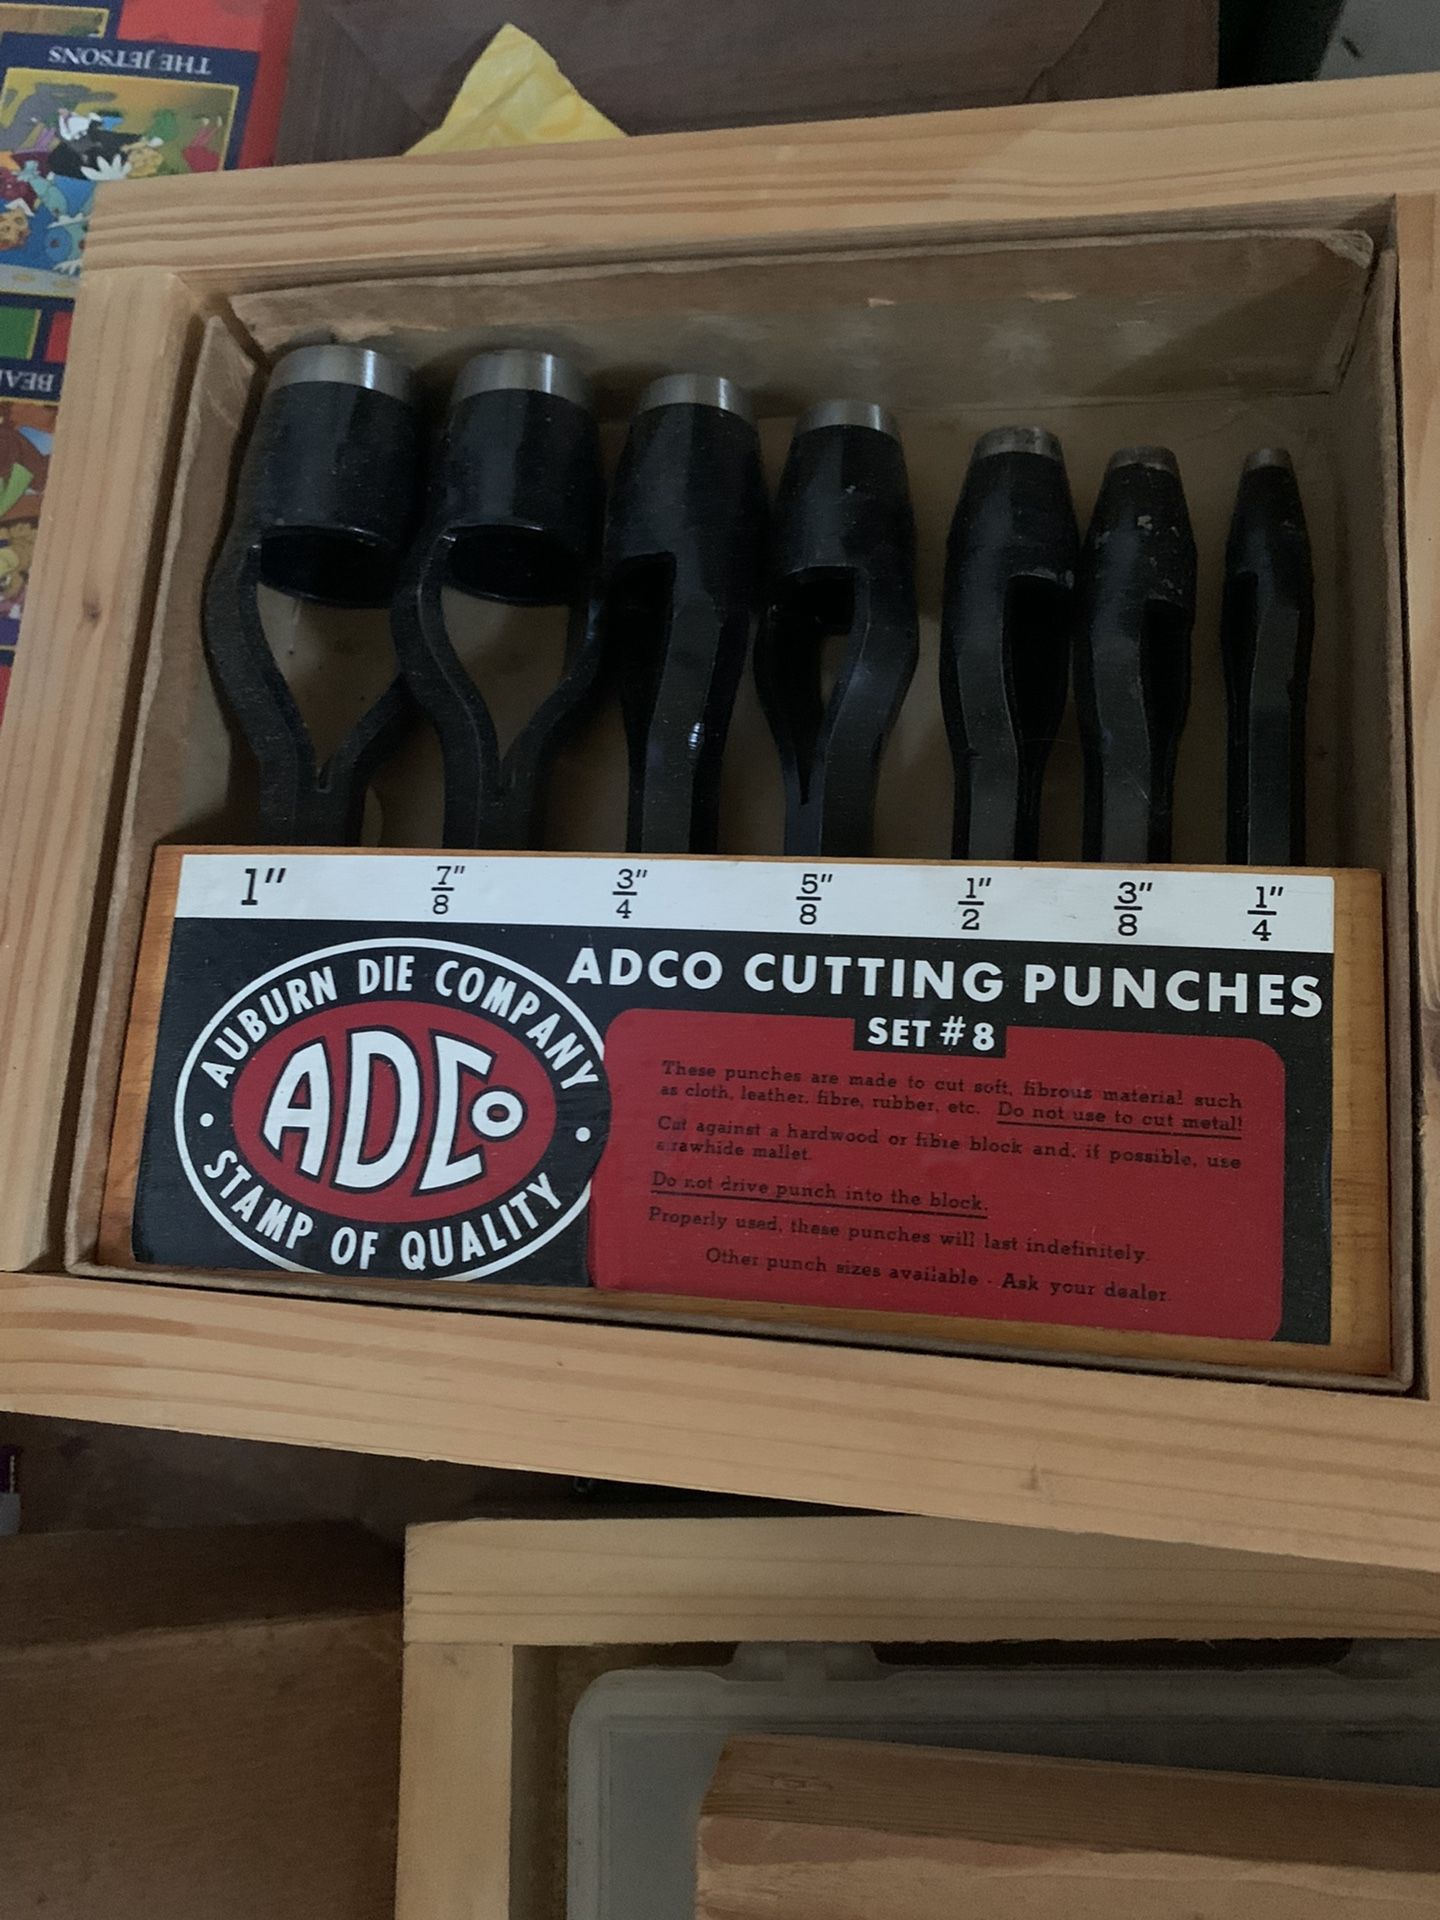 THE JETSONS
BEA
1" 7/8" 3/4" 5/8" 1/2" 3/8" 1/4"
AUBURN DIE COMPANY
ADCo
STAMP OF QUALITY
ADCO CUTTING PUNCHES
SET #8
These punches are made to cut soft, fibrous material such
as cloth, leather, fibre, rubber, etc. Do not use to cut metal!
Cut against a hardwood or fibre block and, if possible, use
a rawhide mallet.
Do not drive punch into the block.
Properly used, these punches will last indefinitely.
Other punch sizes available - Ask your dealer.